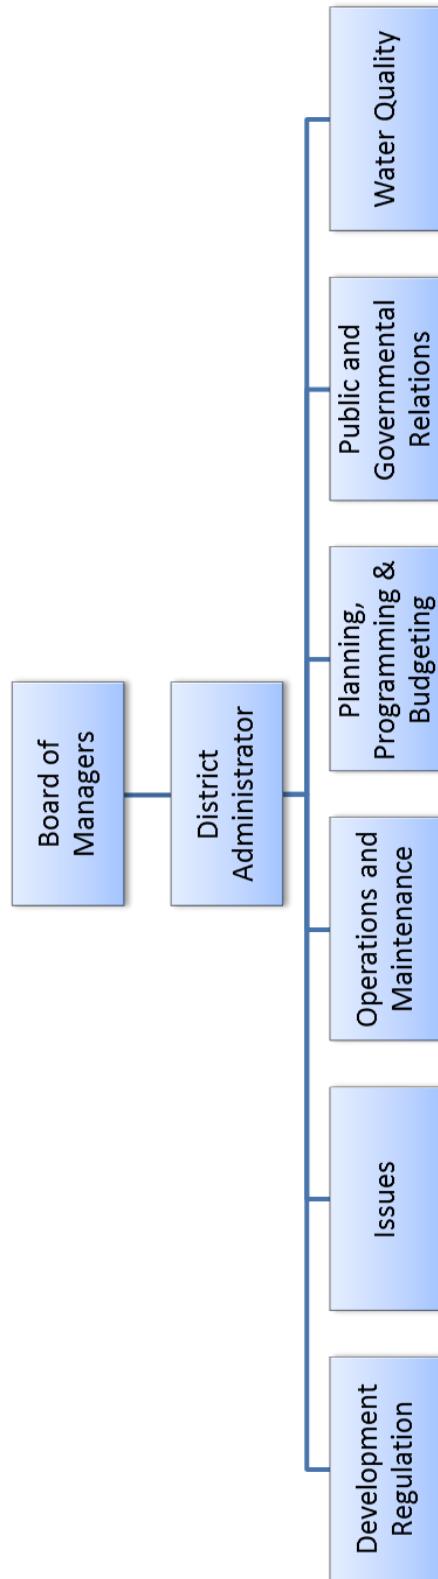 Board of
Managers
District
Administrator
Development
Regulation
Issues
Operations and
Maintenance
Planning,
Programming &
Budgeting
Public and
Governmental
Relations
Water Quality